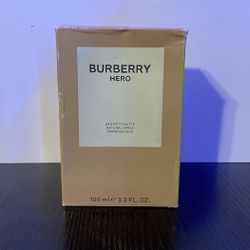 BURBERRY
HERO
EAU DE TOILETTE
NATURAL SPRAY
VAPORISATEUR
100 ml ℮ 3.3 FL. OZ.